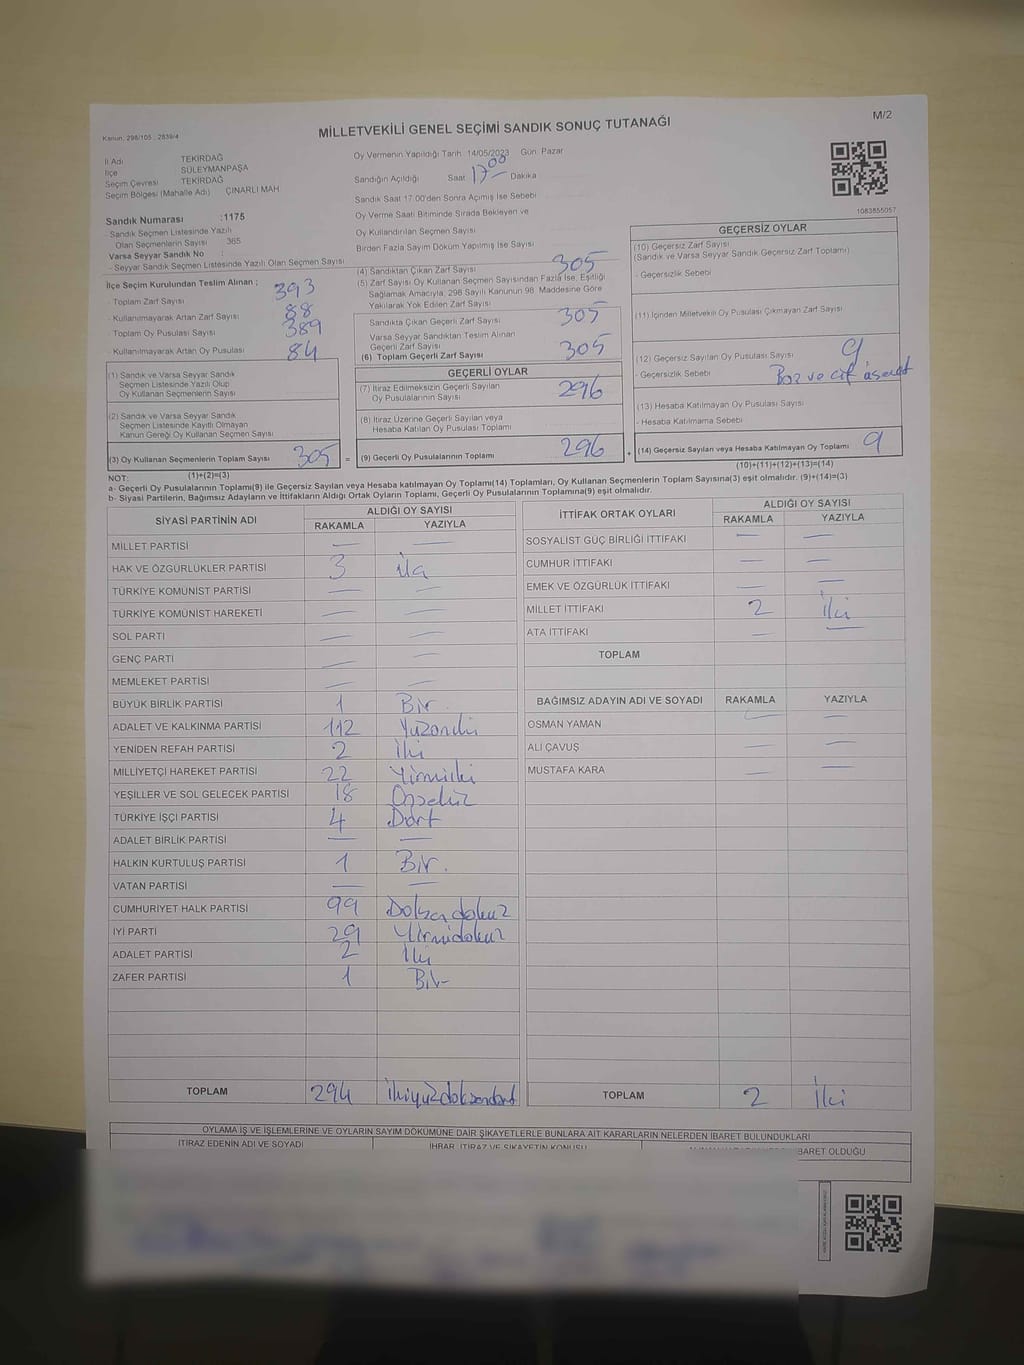 Kanun: 298/105 ; 2839/4
MİLLETVEKİLİ GENEL SEÇİMİ SANDIK SONUÇ TUTANAĞI
M/2
İl Adı TEKİRDAĞ
İlçe SÜLEYMANPAŞA
Seçim Çevresi TEKİRDAĞ
Seçim Bölgesi (Mahalle Adı) ÇINARLI MAH
Sandık Numarası :1175
- Sandık Seçmen Listesinde Yazılı
Olan Seçmenlerin Sayısı : 365
Varsa Seyyar Sandık No :
- Seyyar Sandık Seçmen Listesinde Yazılı Olan Seçmen Sayısı
Oy Vermenin Yapıldığı Tarih 14/05/2023 Gün: Pazar
Sandığın Açıldığı Saat 17 00 Dakika
Sandık Saat 17.00'den Sonra Açılmış İse Sebebi
Oy Verme Saati Bitiminde Sırada Bekleyen ve
Oy Kullandırılan Seçmen Sayısı
Birden Fazla Sayım Döküm Yapılmış İse Sayısı
1083855057
İlçe Seçim Kurulundan Teslim Alınan ;
- Toplam Zarf Sayısı 393
- Kullanılmayarak Artan Zarf Sayısı 88
- Toplam Oy Pusulası Sayısı 389
- Kullanılmayarak Artan Oy Pusulası 84
(1) Sandık ve Varsa Seyyar Sandık
Seçmen Listesinde Yazılı Olup
Oy Kullanan Seçmenlerin Sayısı
(2) Sandık ve Varsa Seyyar Sandık
Seçmen Listesinde Kayıtlı Olmayan
Kanun Gereği Oy Kullanan Seçmen Sayısı
(3) Oy Kullanan Seçmenlerin Toplam Sayısı 305 =
(1)+(2)=(3)
(4) Sandıktan Çıkan Zarf Sayısı 305
(5) Zarf Sayısı Oy Kullanan Seçmen Sayısından Fazla İse, Eşitliği
Sağlamak Amacıyla, 298 Sayılı Kanunun 98. Maddesine Göre
Yakılarak Yok Edilen Zarf Sayısı
Sandıkta Çıkan Geçerli Zarf Sayısı 305
Varsa Seyyar Sandıktan Teslim Alınan
Geçerli Zarf Sayısı
(6) Toplam Geçerli Zarf Sayısı 305
GEÇERLİ OYLAR
(7) İtiraz Edilmeksizin Geçerli Sayılan
Oy Pusulalarının Sayısı 296
(8) İtiraz Üzerine Geçerli Sayılan veya
Hesaba Katılan Oy Pusulası Toplamı
(9) Geçerli Oy Pusulalarının Toplamı 296 +
GEÇERSİZ OYLAR
(10) Geçersiz Zarf Sayısı
(Sandık ve Varsa Seyyar Sandık Geçersiz Zarf Toplamı)
- Geçersizlik Sebebi
(11) İçinden Milletvekili Oy Pusulası Çıkmayan Zarf Sayısı
(12) Geçersiz Sayılan Oy Pusulası Sayısı 9
- Geçersizlik Sebebi Boz ve çif
(13) Hesaba Katılmayan Oy Pusulası Sayısı
- Hesaba Katılmama Sebebi
(14) Geçersiz Sayılan veya Hesaba Katılmayan Oy Toplamı 9
(10)+(11)+(12)+(13)=(14)
NOT:
a- Geçerli Oy Pusulalarının Toplamı(9) ile Geçersiz Sayılan veya Hesaba katılmayan Oy Toplamı(14) Toplamları, Oy Kullanan Seçmenlerin Toplam Sayısına(3) eşit olmalıdır. (9)+(14)=(3)
b- Siyasi Partilerin, Bağımsız Adayların ve İttifakların Aldığı Ortak Oyların Toplamı, Geçerli Oy Pusulalarının Toplamına(9) eşit olmalıdır.
SİYASİ PARTİNİN ADI ALDIĞI OY SAYISI
RAKAMLA YAZIYLA
MİLLET PARTİSİ — —
HAK VE ÖZGÜRLÜKLER PARTİSİ 3 Üç
TÜRKİYE KOMÜNİST PARTİSİ — —
TÜRKİYE KOMÜNİST HAREKETİ — —
SOL PARTİ — —
GENÇ PARTİ — —
MEMLEKET PARTİSİ — —
BÜYÜK BİRLİK PARTİSİ 1 Bir
ADALET VE KALKINMA PARTİSİ 112 Yüzoniki
YENİDEN REFAH PARTİSİ 2 İki
MİLLİYETÇİ HAREKET PARTİSİ 22 Yirmiiki
YEŞİLLER VE SOL GELECEK PARTİSİ 18 Onsekiz
TÜRKİYE İŞÇİ PARTİSİ 4 Dört
ADALET BİRLİK PARTİSİ — —
HALKIN KURTULUŞ PARTİSİ 1 Bir.
VATAN PARTİSİ — —
CUMHURİYET HALK PARTİSİ 99 Doksandokuz
İYİ PARTİ 29 Yirmidokuz
ADALET PARTİSİ 2 İki
ZAFER PARTİSİ 1 Bir
TOPLAM 294 İkiyüzdoksandört
İTTİFAK ORTAK OYLARI ALDIĞI OY SAYISI
RAKAMLA YAZIYLA
SOSYALİST GÜÇ BİRLİĞİ İTTİFAKI — —
CUMHUR İTTİFAKI — —
EMEK VE ÖZGÜRLÜK İTTİFAKI —
MİLLET İTTİFAKI 2 İki
ATA İTTİFAKI — —
TOPLAM
BAĞIMSIZ ADAYIN ADI VE SOYADI RAKAMLA YAZIYLA
OSMAN YAMAN — —
ALİ ÇAVUŞ — —
MUSTAFA KARA — —
TOPLAM 2 İki
OYLAMA İŞ VE İŞLEMLERİNE VE OYLARIN SAYIM DÖKÜMÜNE DAİR ŞİKAYETLERLE BUNLARA AİT KARARLARIN NELERDEN İBARET BULUNDUKLARI
İTİRAZ EDENİN ADI VE SOYADI İHBAR, İTİRAZ VE ŞİKAYETİN KONUSU İBARET OLDUĞU